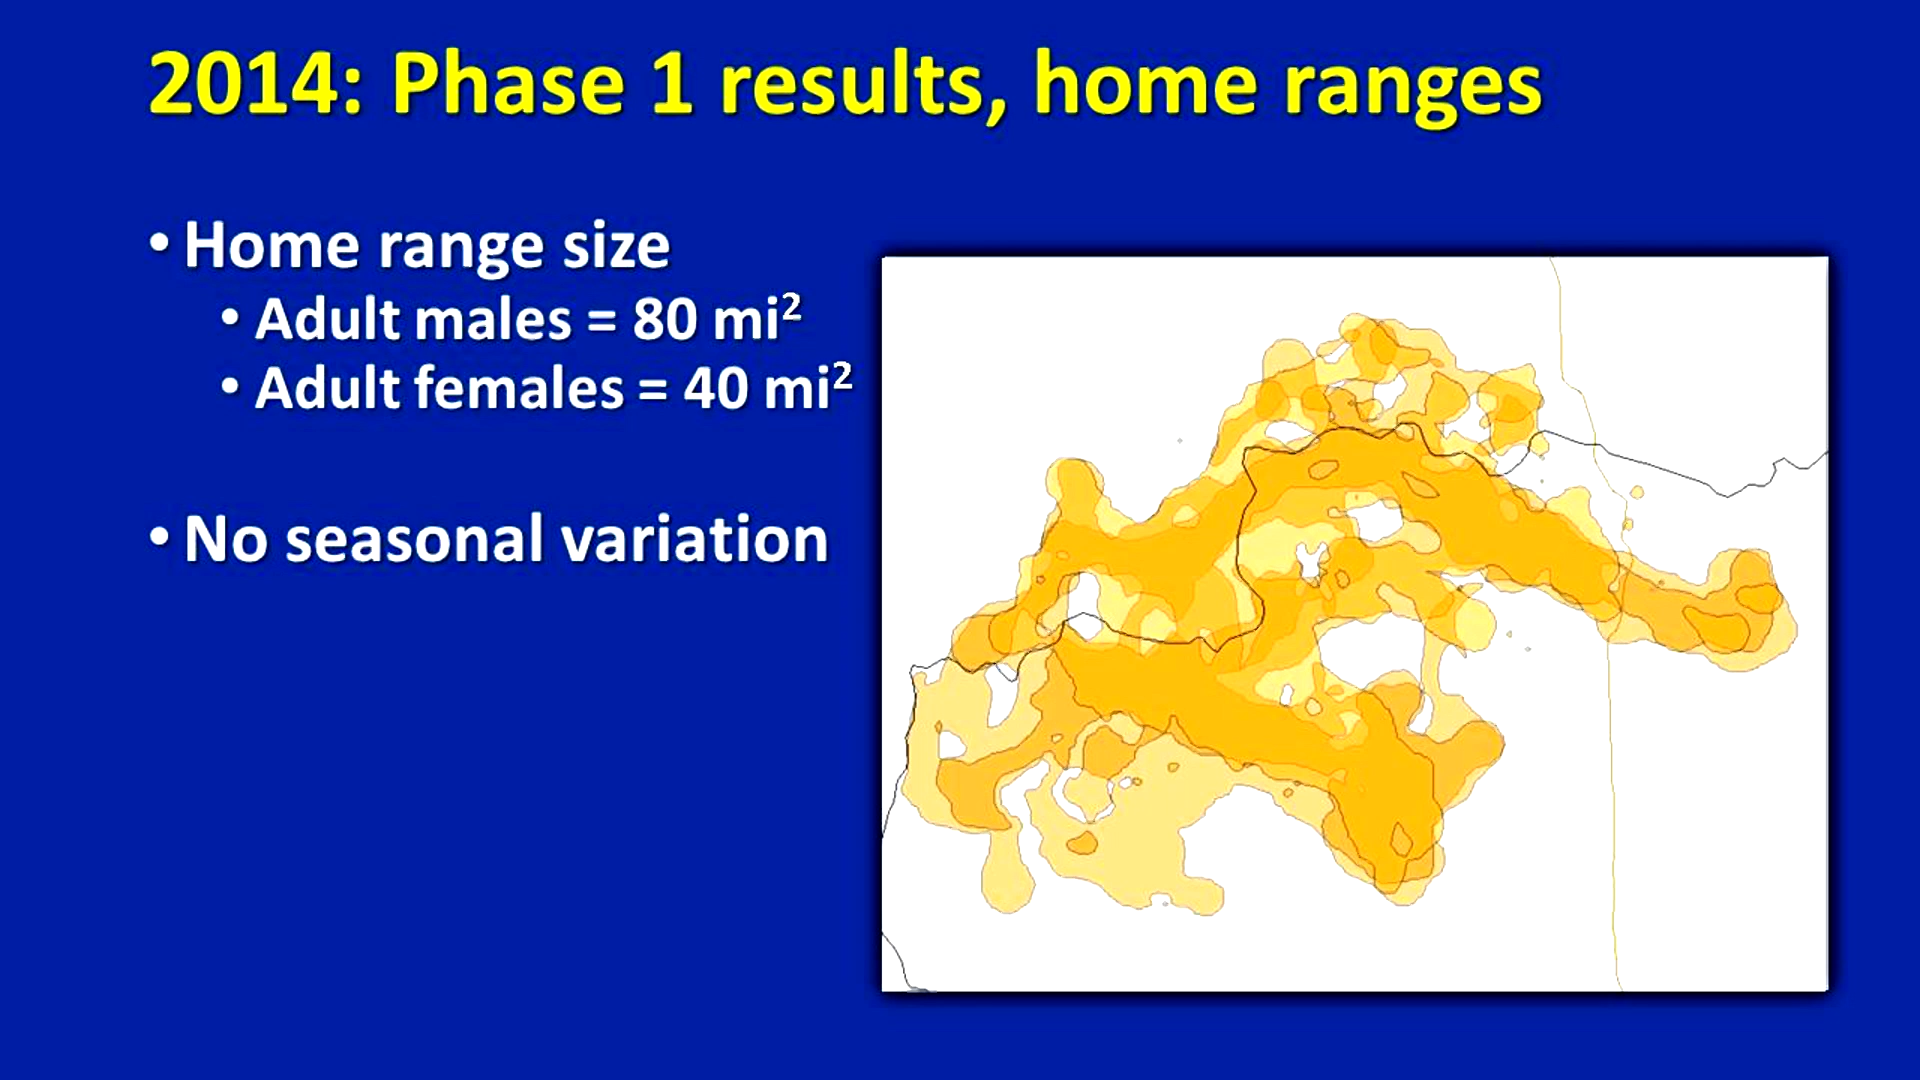 2014: Phase 1 results, home ranges
• Home range size
• Adult males = 80 mi²
• Adult females = 40 mi²
• No seasonal variation